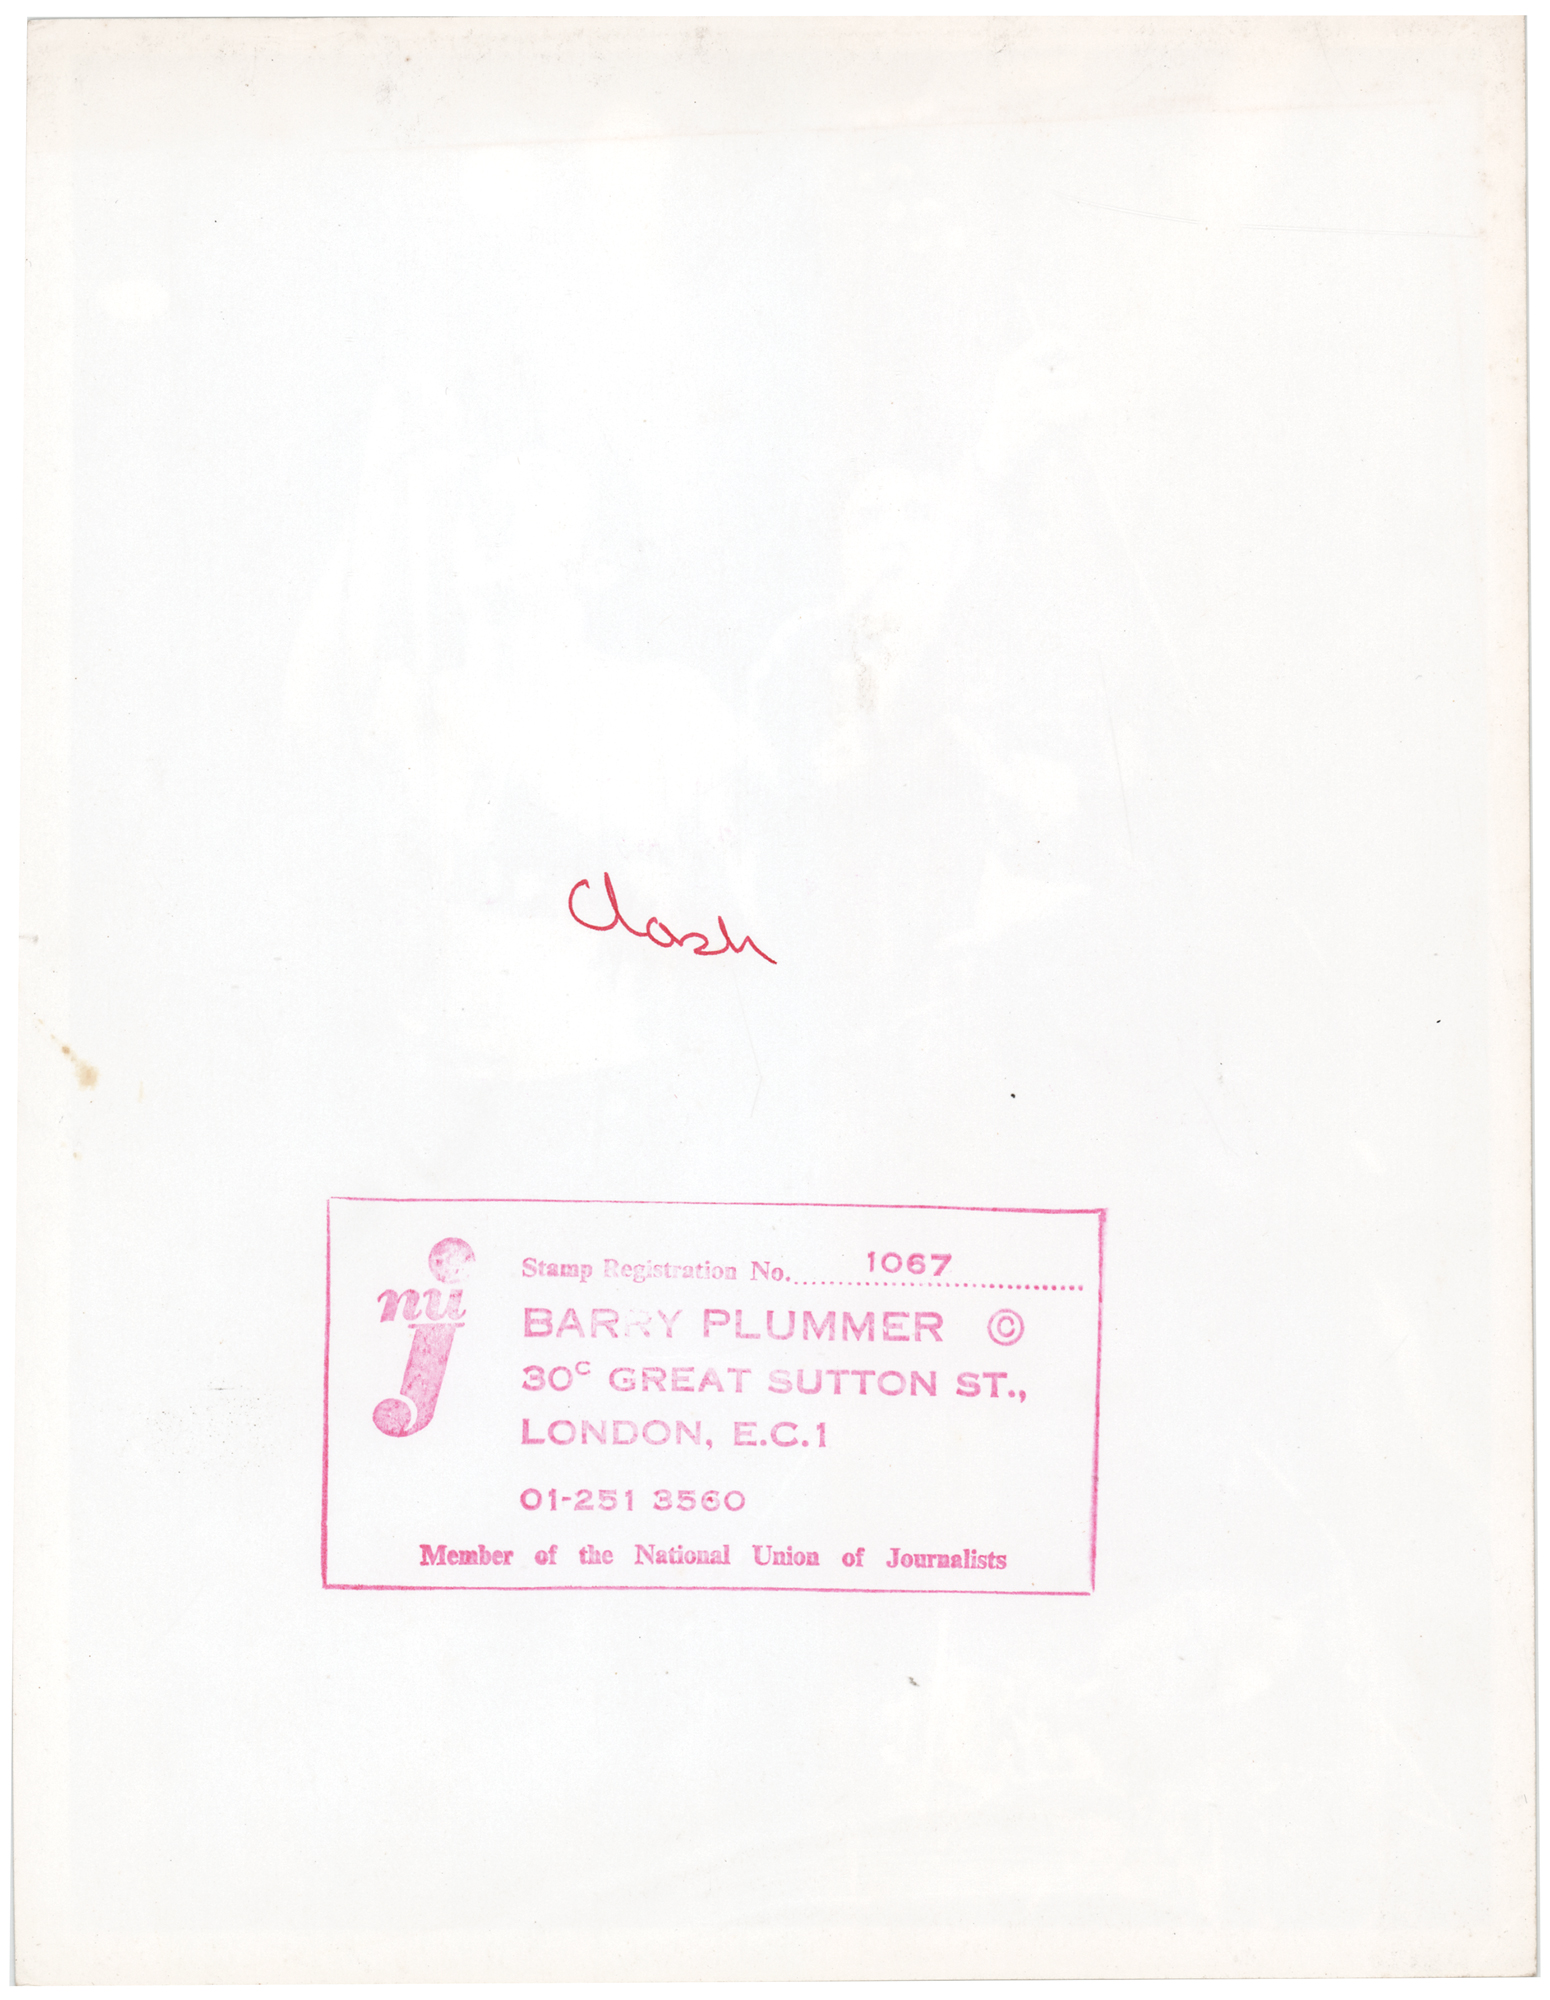 Clash
nuj
Stamp Registration No. 1067
BARRY PLUMMER ©
30C GREAT SUTTON ST.,
LONDON, E.C.1
01-251 3560
Member of the National Union of Journalists